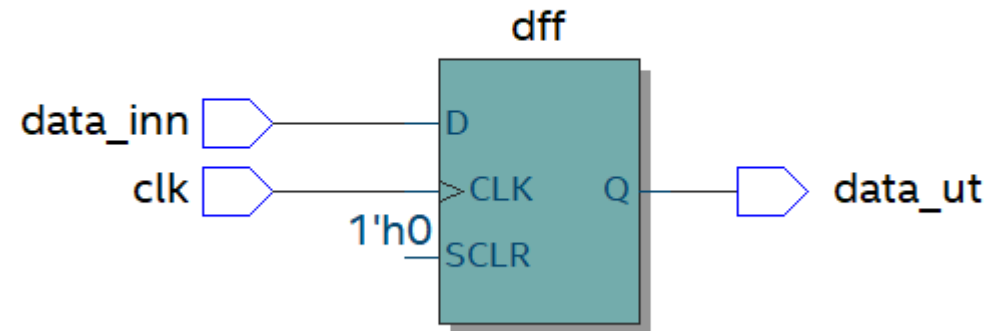 dff
data_inn
D
clk
CLK
Q
data_ut
1'h0
SCLR